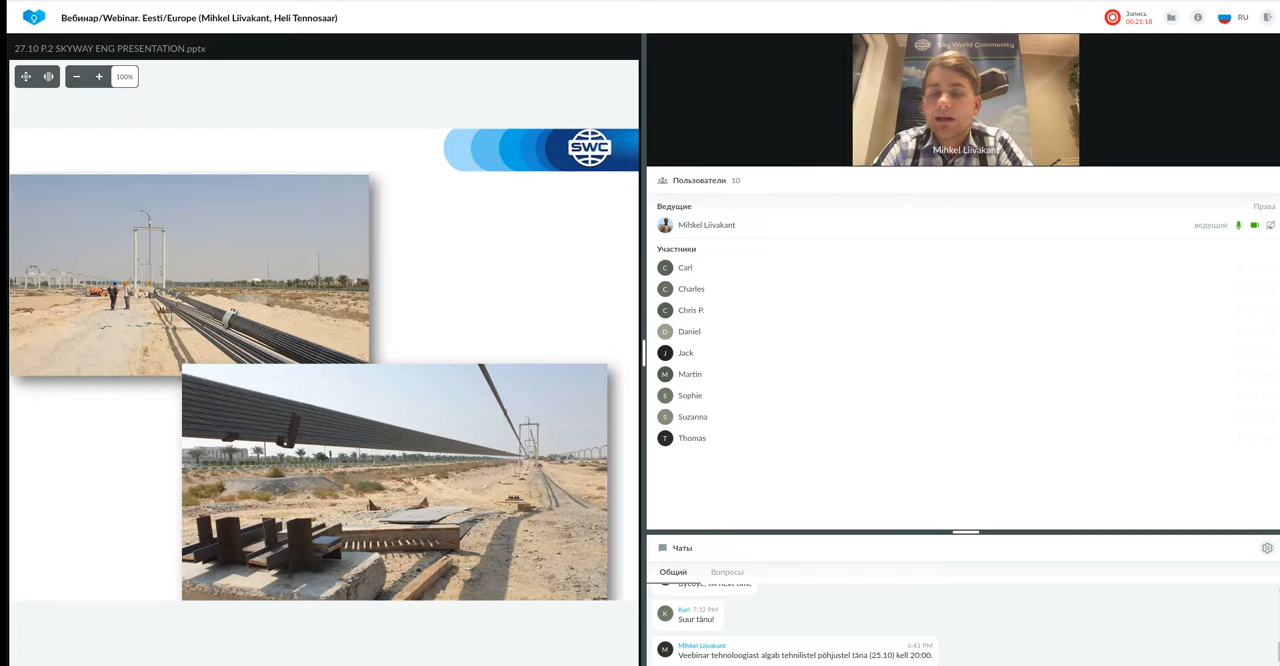 Вебинар/Webinar. Eesti/Europe (Mihkel Liivakant, Heli Tennosaar)
Запись
00:21:18
RU
27.10 P.2 SKYWAY ENG PRESENTATION.pptx
100%
SWC
Sky World Community
Mihkel Liivakant
Пользователи 10
Ведущие
Права
Mihkel Liivakant
ведущий
Участники
C Carl
C Charles
C Chris P.
D Daniel
J Jack
M Martin
S Sophie
S Suzanna
T Thomas
Чаты
Общий
Вопросы
K
Karl 7:32 PM
Suur tänu!
M
Mihkel Liivakant 6:41 PM
Veebinar tehnoloogiast algab tehnilistel põhjustel täna (25.10) kell 20:00.